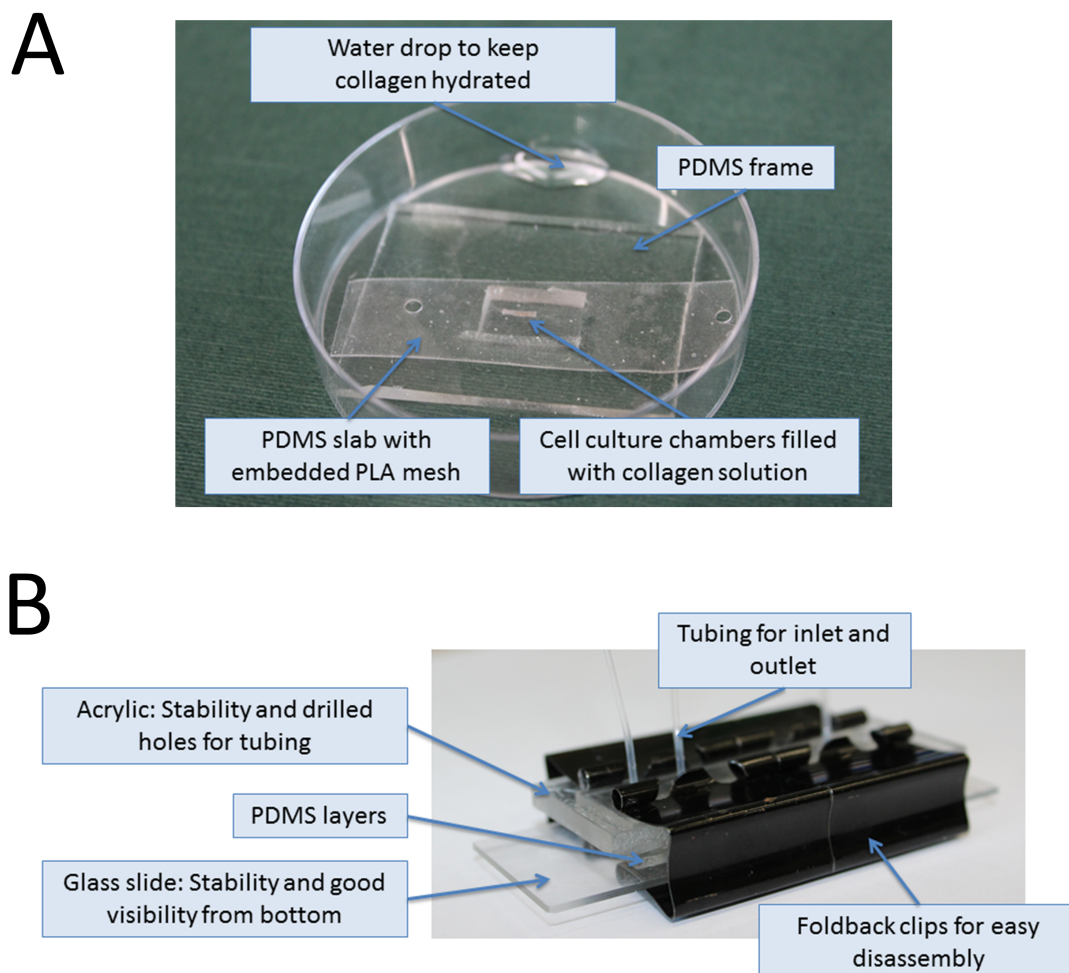 A
Water drop to keep
collagen hydrated
PDMS frame
PDMS slab with
embedded PLA mesh
Cell culture chambers filled
with collagen solution
B
Tubing for inlet and
outlet
Acrylic: Stability and drilled
holes for tubing
PDMS layers
Glass slide: Stability and good
visibility from bottom
Foldback clips for easy
disassembly